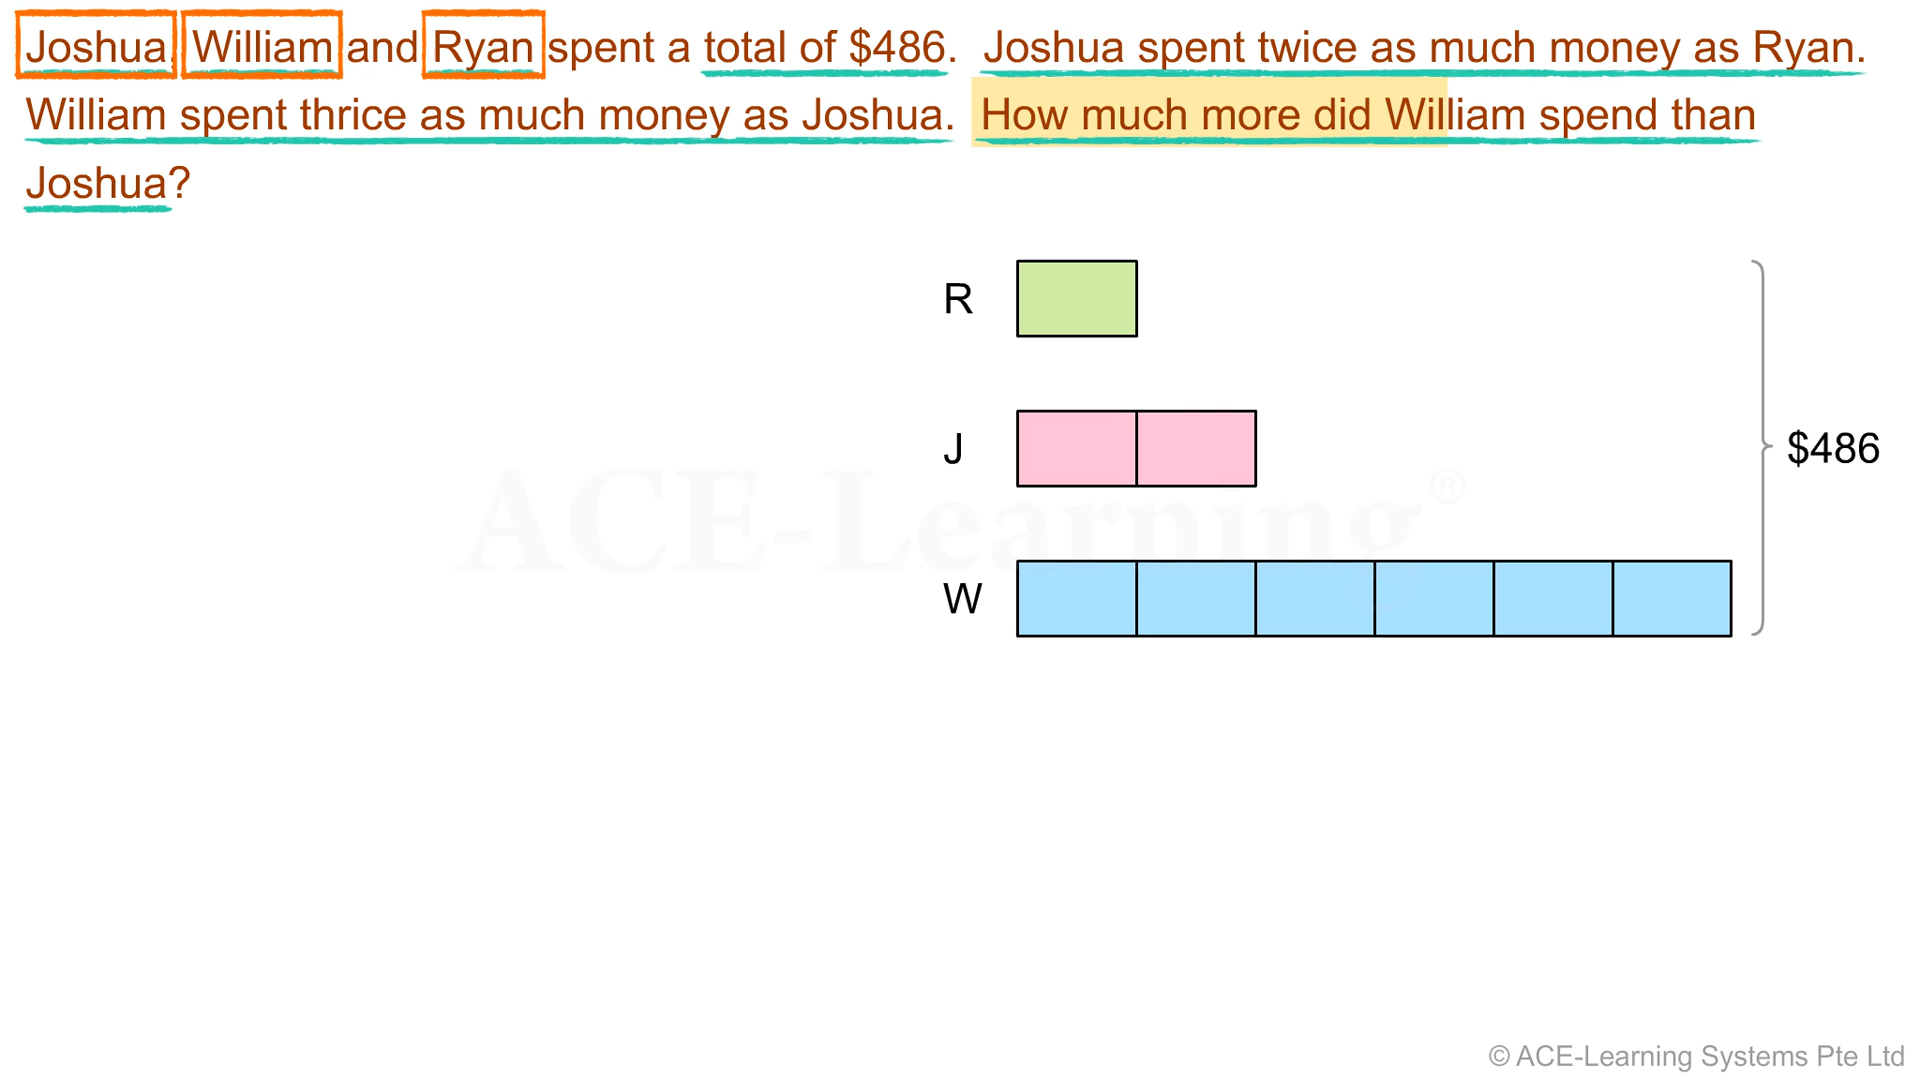 Joshua, William and Ryan spent a total of $486. Joshua spent twice as much money as Ryan.
William spent thrice as much money as Joshua. How much more did William spend than
Joshua?
R
J
$486
ACE-Learning®
W
© ACE-Learning Systems Pte Ltd